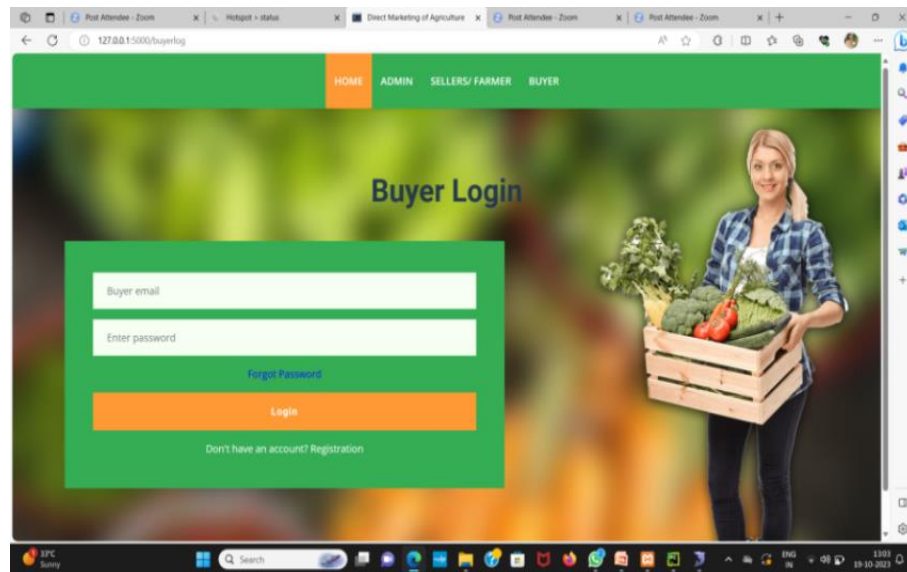 Post Attendee - Zoom
Hotspot > status
Direct Marketing of Agriculture
Post Attendee - Zoom
Post Attendee - Zoom
127.0.0.1:5000/buyerlog
HOME ADMIN SELLERS/ FARMER BUYER
Buyer Login
Buyer email
Enter password
Forgot Password
Login
Don't have an account? Registration
33°C
Sunny
Search
ENG
IN
1303
19-10-2023